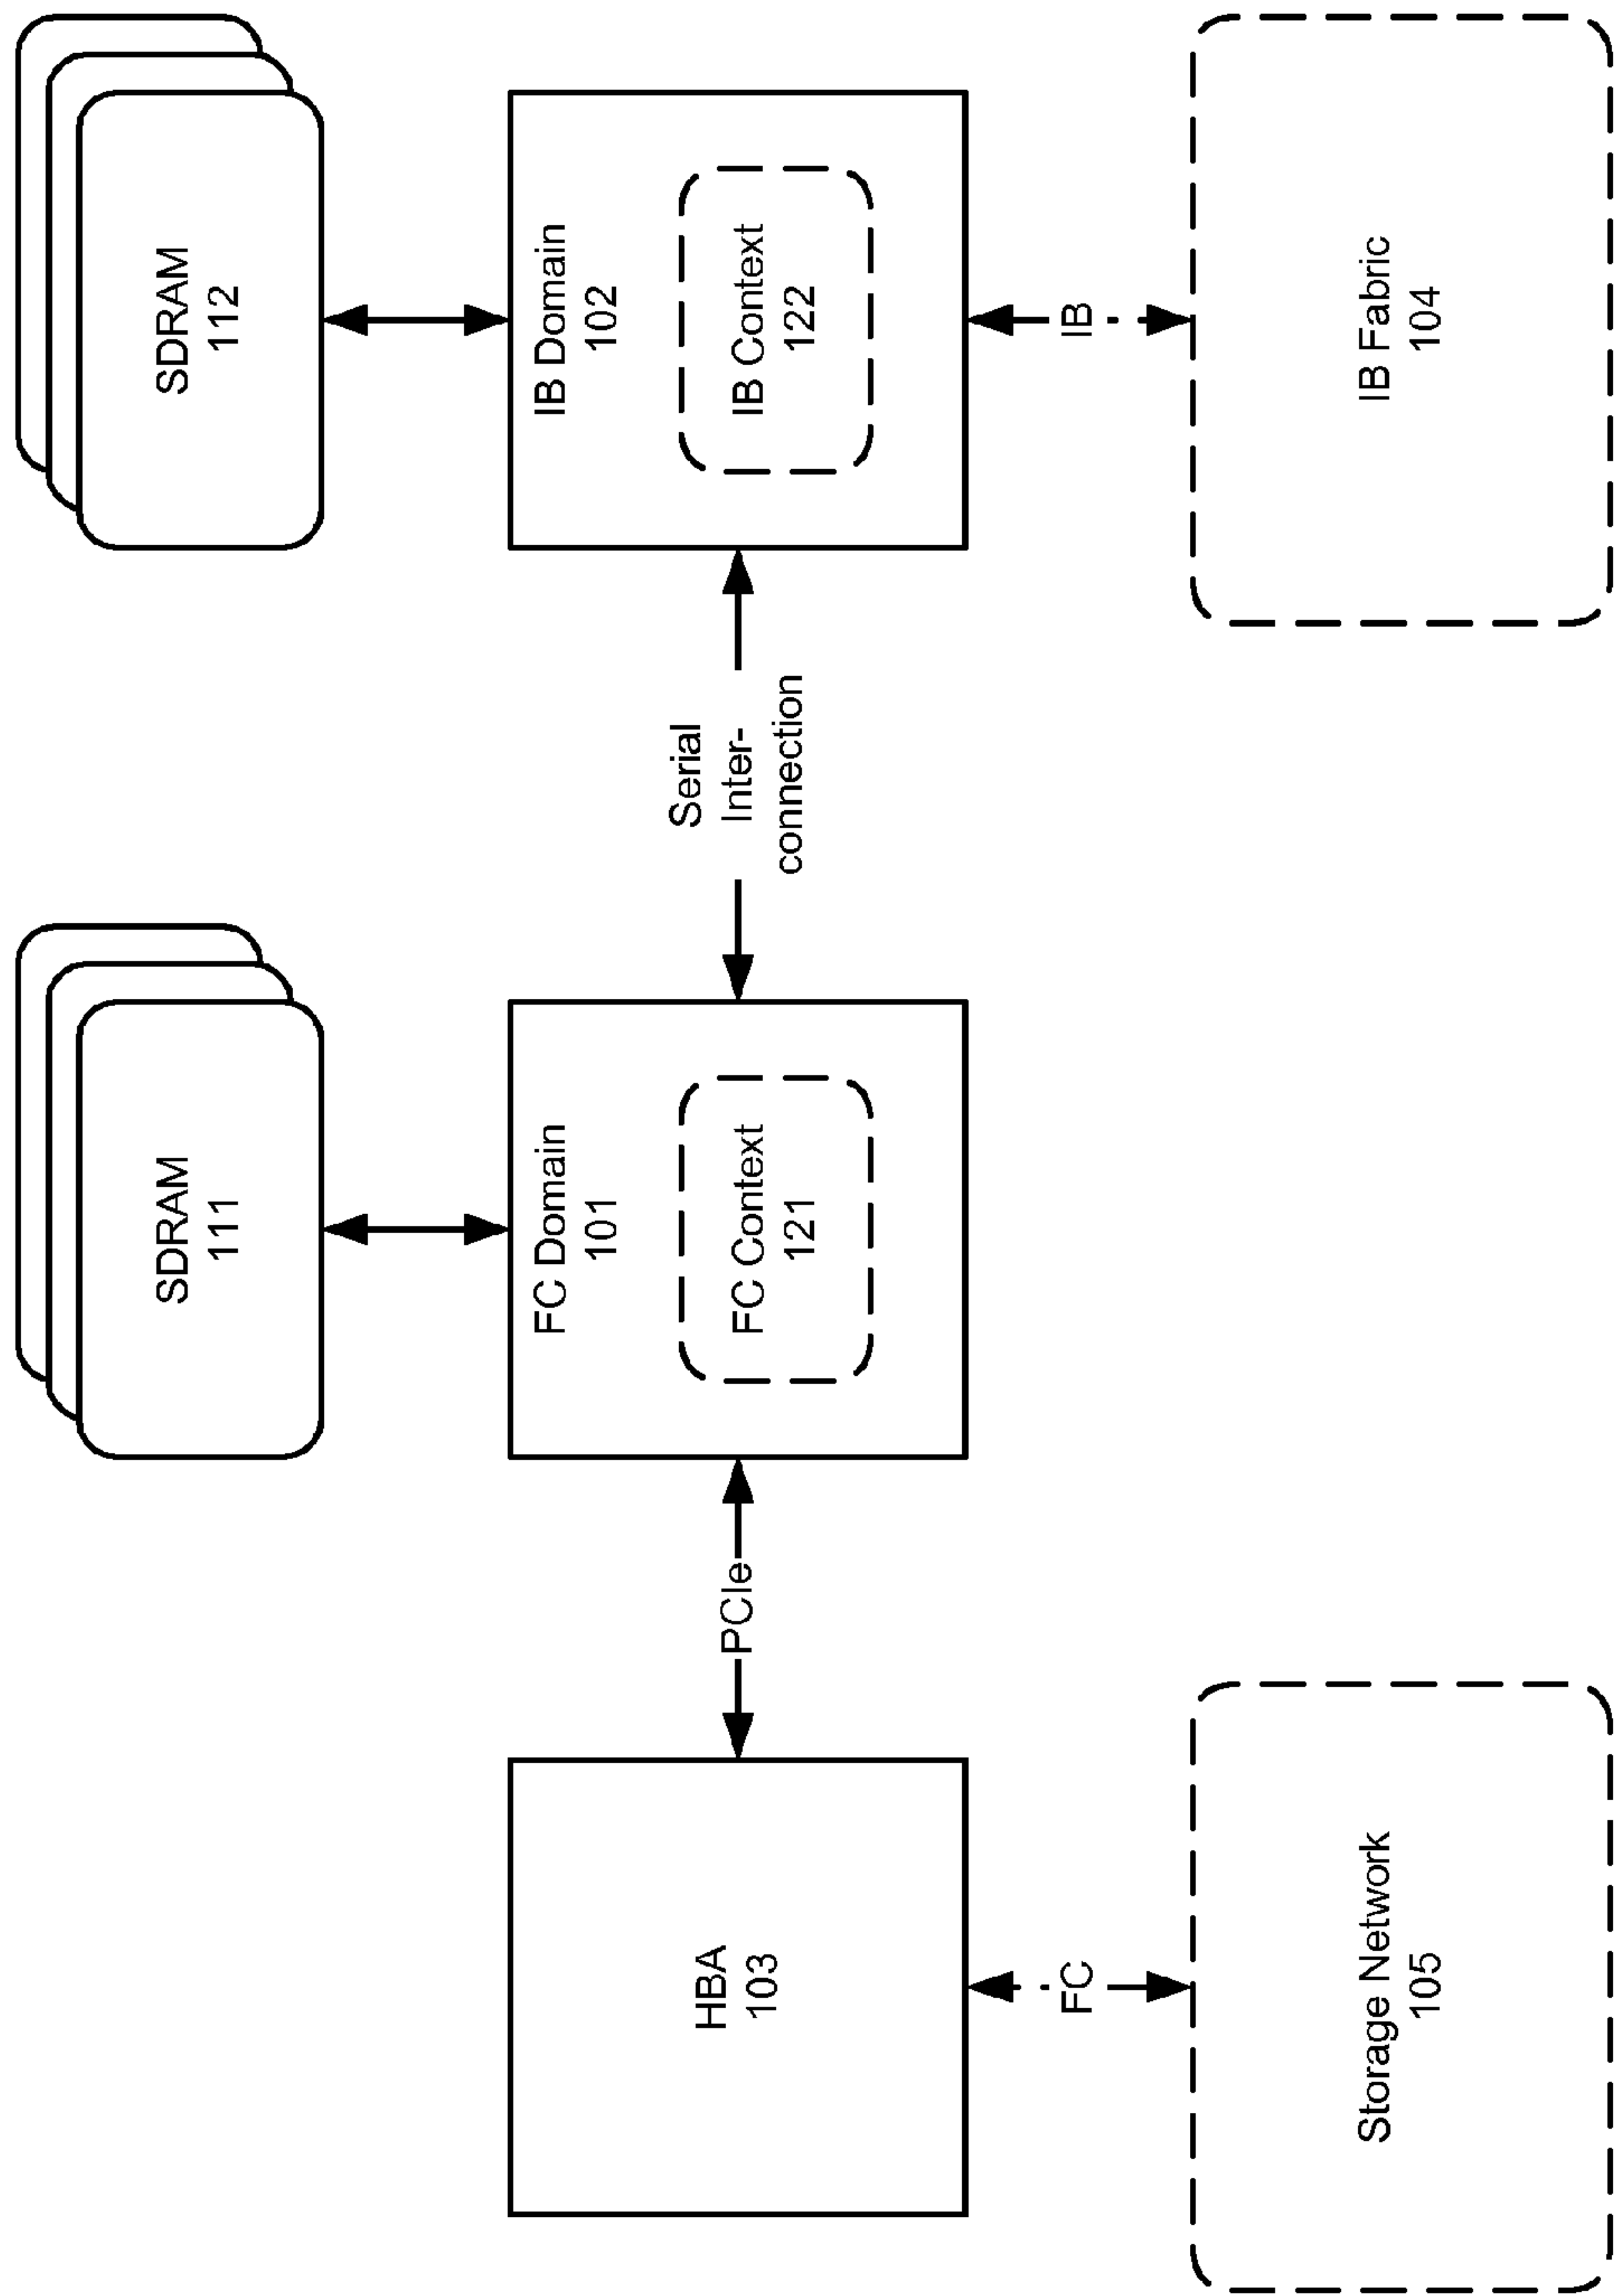 SDRAM
111
SDRAM
112
HBA
103
PCIe
FC Domain
101
FC Context
121
Serial
Inter-
connection
IB Domain
102
IB Context
122
FC
IB
Storage Network
105
IB Fabric
104